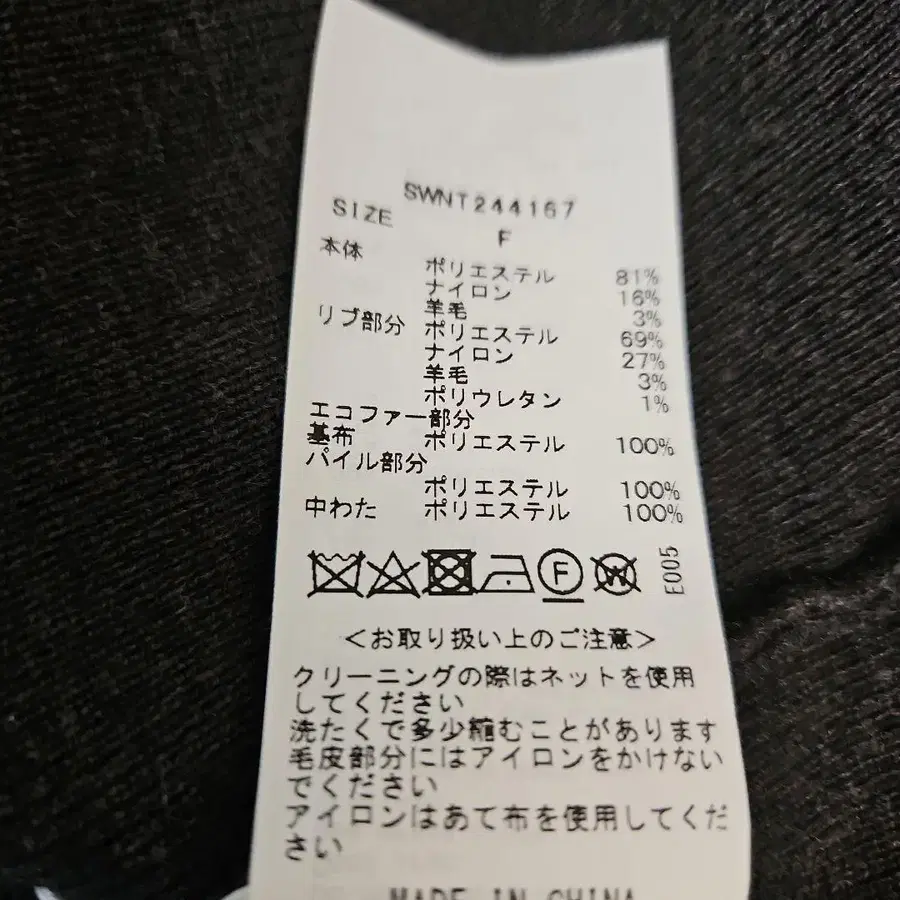 SWNT244167
SIZE F
本体
ポリエステル 81%
ナイロン 16%
羊毛 3%
リブ部分 ポリエステル 69%
ナイロン 27%
羊毛 3%
ポリウレタン 1%
エコファー部分
基布 ポリエステル 100%
パイル部分
ポリエステル 100%
中わた ポリエステル 100%
F W E005
＜お取り扱い上のご注意＞
クリーニングの際はネットを使用
してください
洗たくで多少縮むことがあります
毛皮部分にはアイロンをかけない
でください
アイロンはあて布を使用してくだ
さい
MADE IN CHINA